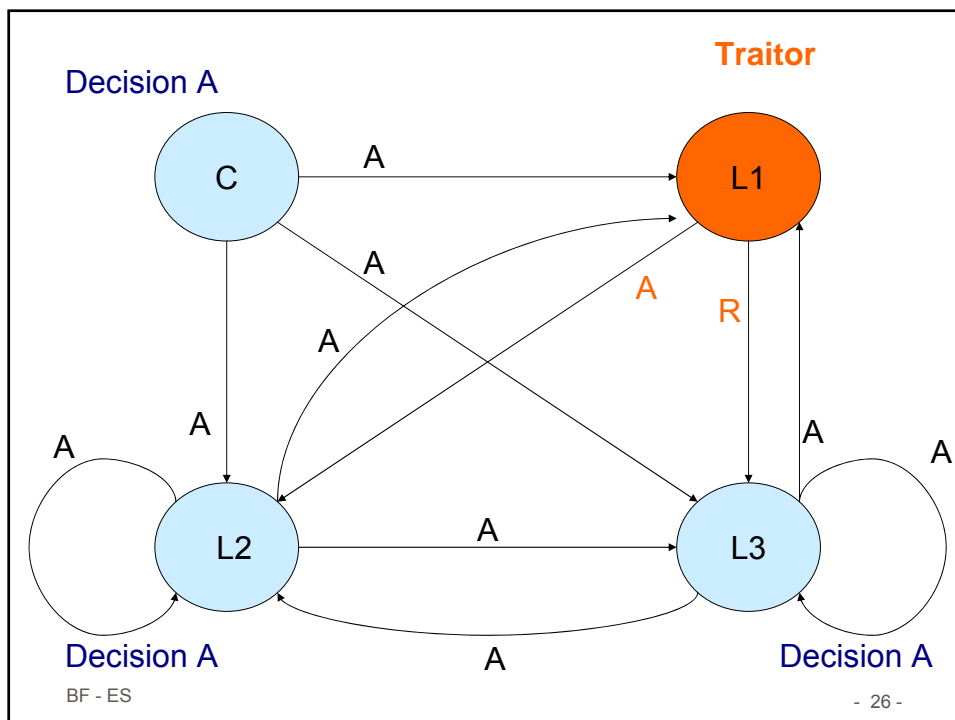 Traitor
Decision A
C
A
L1
A
A
R
A
A
A
A
A
L2
A
L3
Decision A
A
Decision A
BF - ES
- 26 -